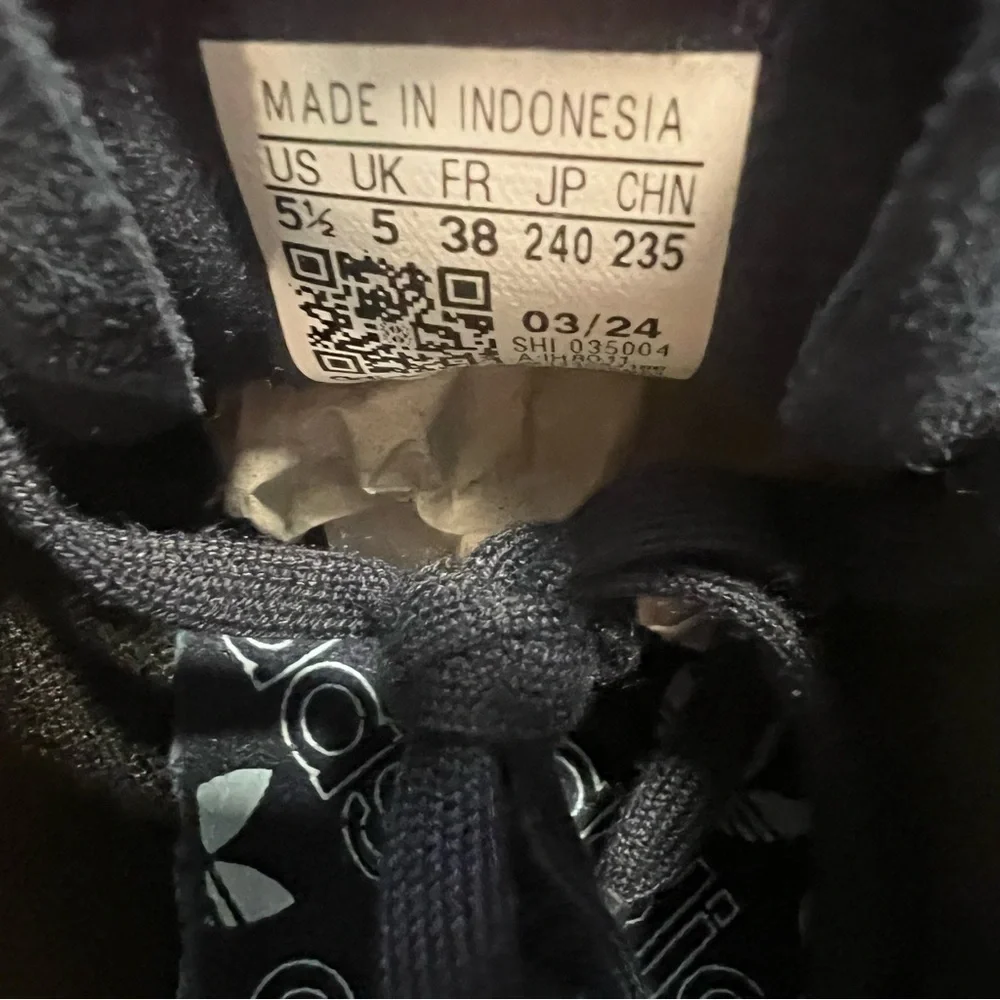 MADE IN INDONESIA
US UK FR JP CHN
5½ 5 38 240 235
03/24
SHI 035004